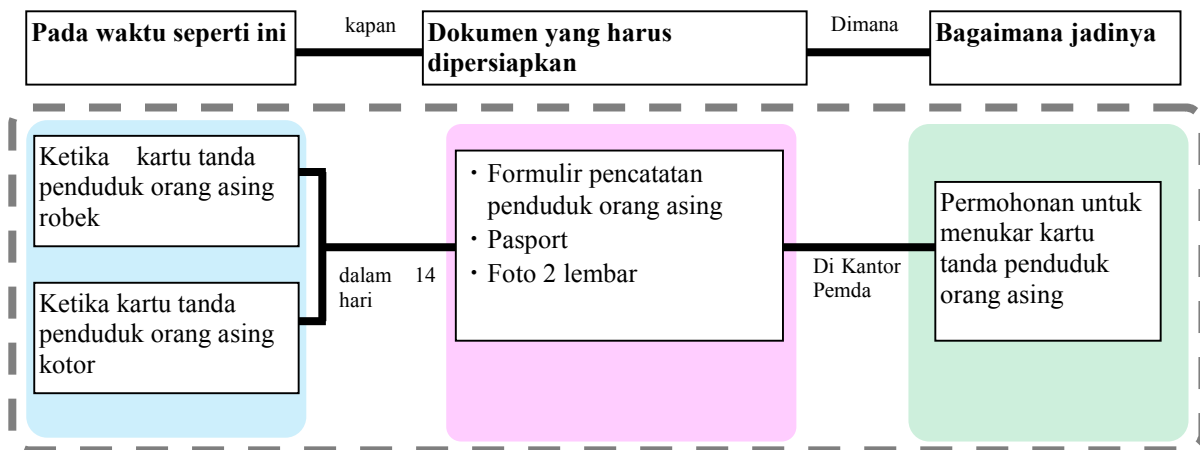 Pada waktu seperti ini
kapan
Dokumen yang harus
dipersiapkan
Dimana
Bagaimana jadinya
Ketika kartu tanda
penduduk orang asing
robek
Ketika kartu tanda
penduduk orang asing
kotor
dalam 14
hari
・Formulir pencatatan
penduduk orang asing
・Pasport
・Foto 2 lembar
Di Kantor
Pemda
Permohonan untuk
menukar kartu
tanda penduduk
orang asing